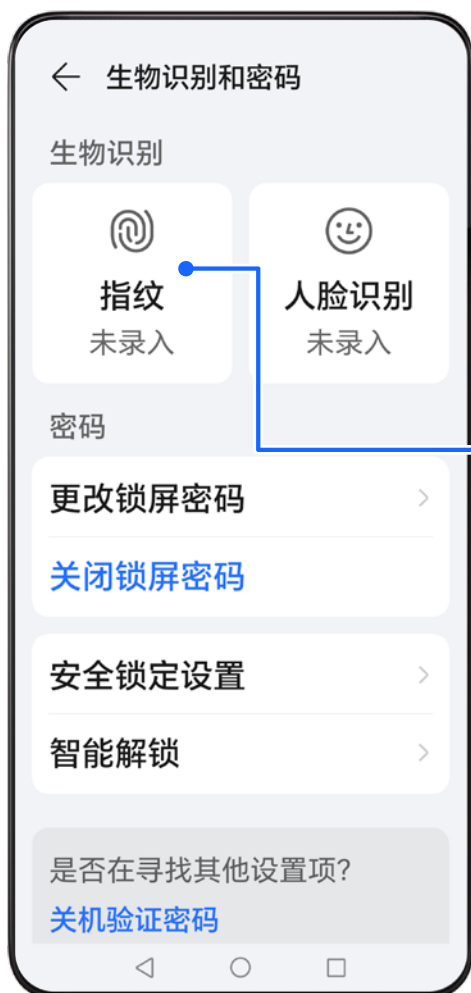 生物识别和密码
生物识别
指纹
人脸识别
未录入
未录入
密码
更改锁屏密码
关闭锁屏密码
安全锁定设置
智能解锁
是否在寻找其他设置项?
关机验证密码